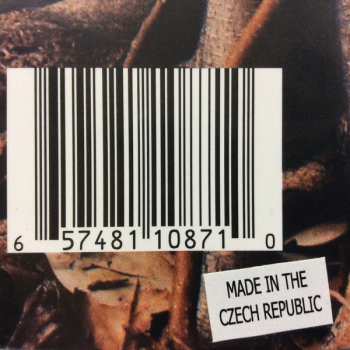 6 57481 10871 0
MADE IN THE
CZECH REPUBLIC